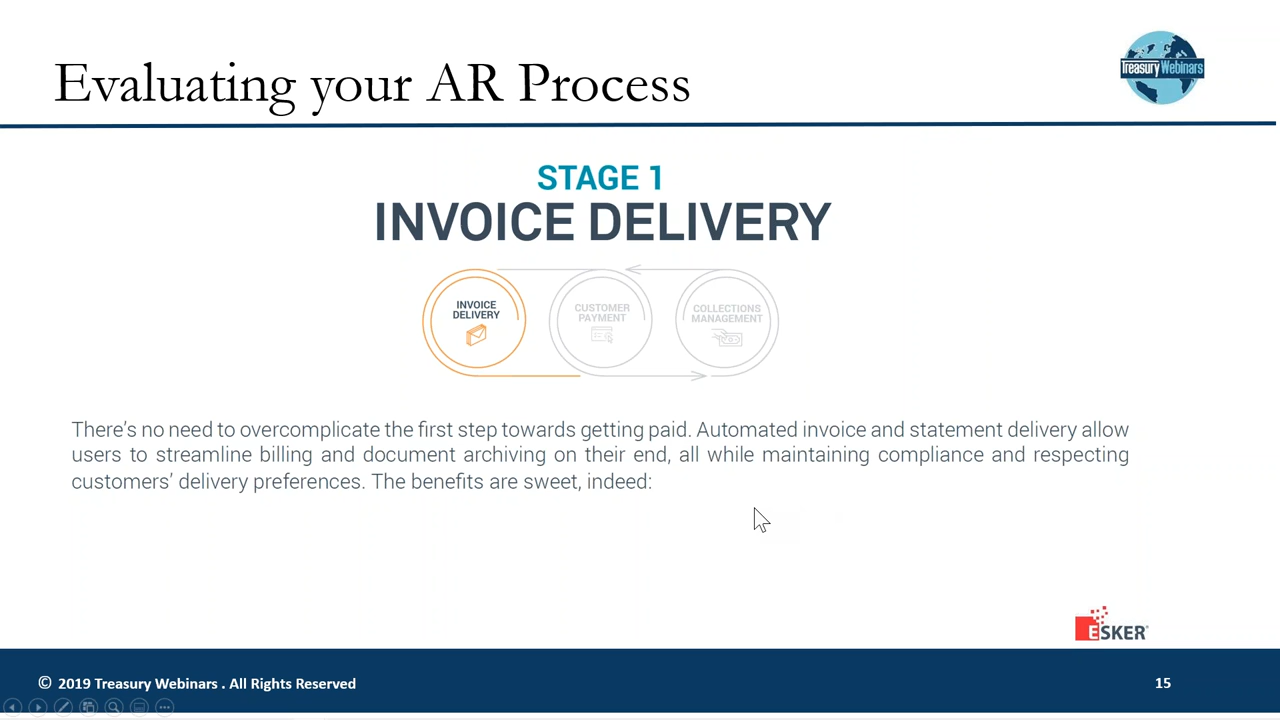 Evaluating your AR Process
Treasury Webinars
STAGE 1
INVOICE DELIVERY
INVOICE
DELIVERY
CUSTOMER
PAYMENT
COLLECTIONS
MANAGEMENT
There's no need to overcomplicate the first step towards getting paid. Automated invoice and statement delivery allow
users to streamline billing and document archiving on their end, all while maintaining compliance and respecting
customers' delivery preferences. The benefits are sweet, indeed:
ESKER
© 2019 Treasury Webinars . All Rights Reserved
15